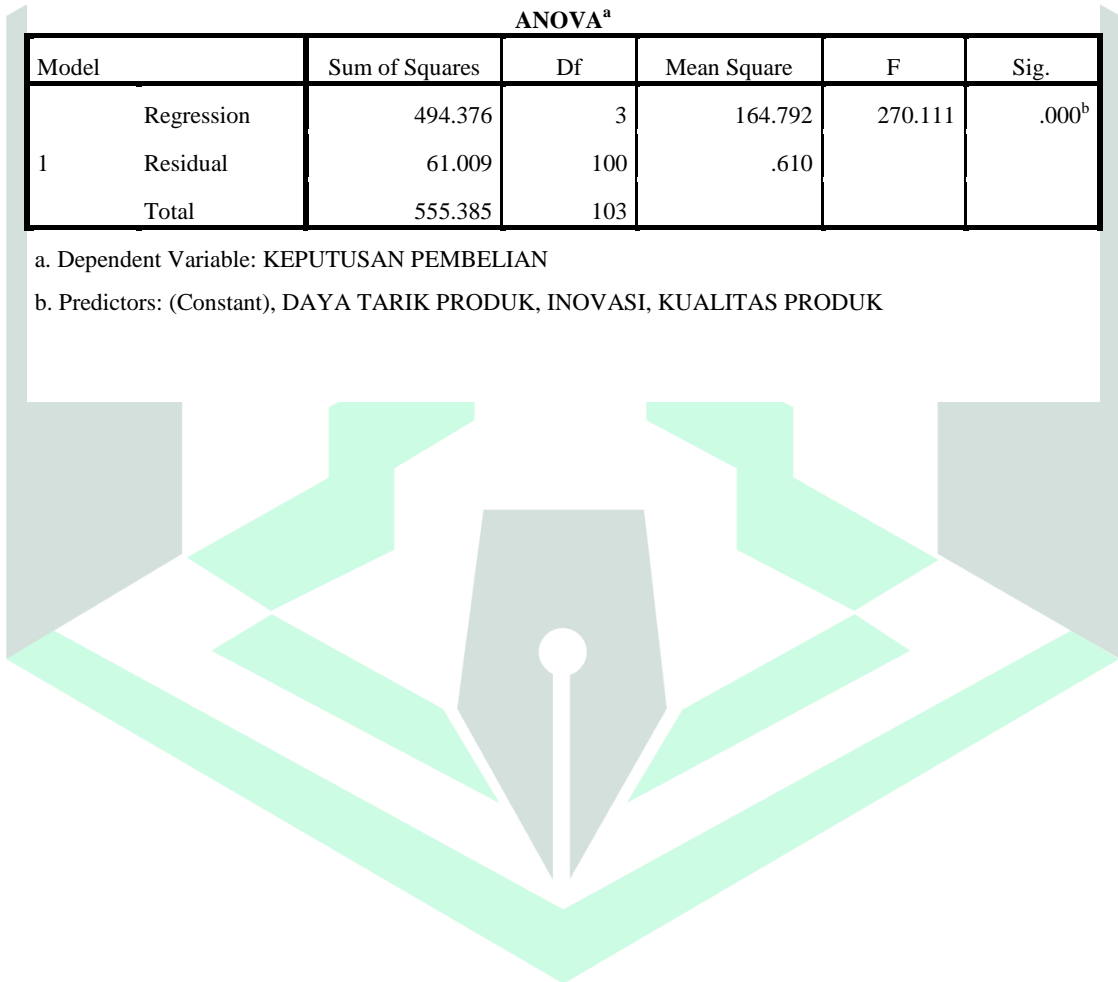 ANOVAᵃ
Model Sum of Squares Df Mean Square F Sig.
1 Regression 494.376 3 164.792 270.111 .000ᵇ
Residual 61.009 100 .610
Total 555.385 103
a. Dependent Variable: KEPUTUSAN PEMBELIAN
b. Predictors: (Constant), DAYA TARIK PRODUK, INOVASI, KUALITAS PRODUK